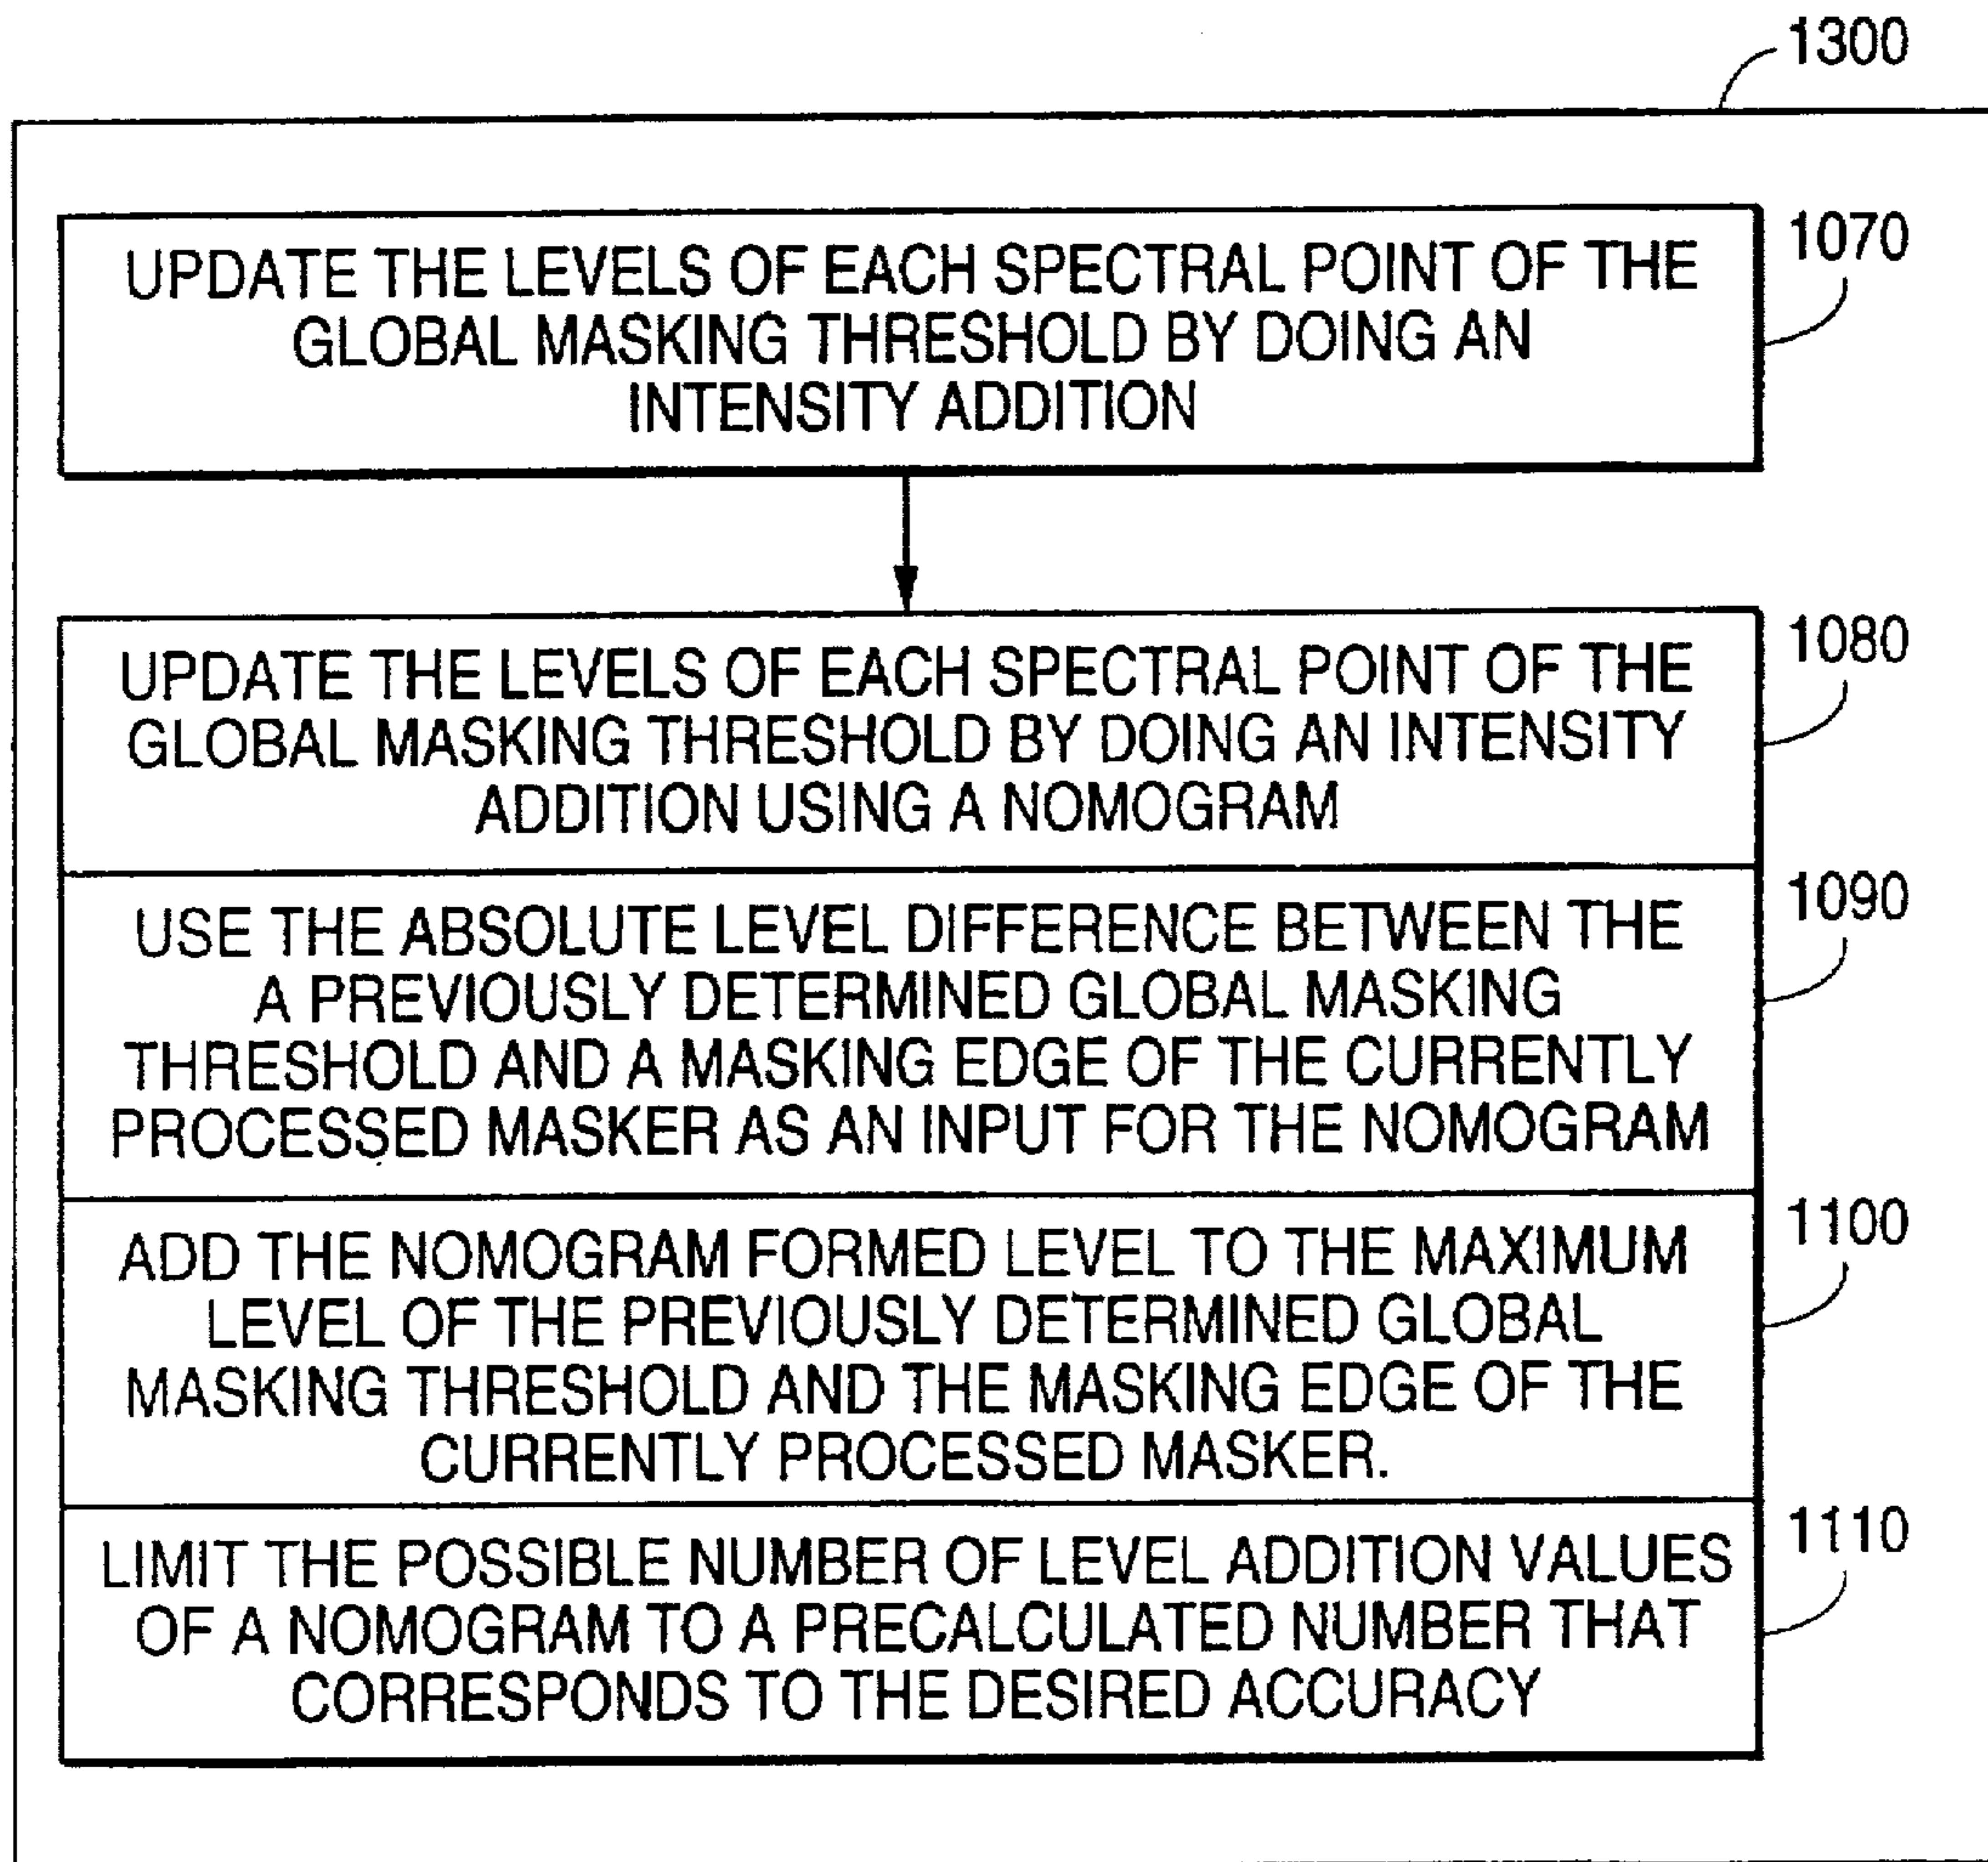 1300
1070
UPDATE THE LEVELS OF EACH SPECTRAL POINT OF THE
GLOBAL MASKING THRESHOLD BY DOING AN
INTENSITY ADDITION
1080
UPDATE THE LEVELS OF EACH SPECTRAL POINT OF THE
GLOBAL MASKING THRESHOLD BY DOING AN INTENSITY
ADDITION USING A NOMOGRAM
1090
USE THE ABSOLUTE LEVEL DIFFERENCE BETWEEN THE
A PREVIOUSLY DETERMINED GLOBAL MASKING
THRESHOLD AND A MASKING EDGE OF THE CURRENTLY
PROCESSED MASKER AS AN INPUT FOR THE NOMOGRAM
1100
ADD THE NOMOGRAM FORMED LEVEL TO THE MAXIMUM
LEVEL OF THE PREVIOUSLY DETERMINED GLOBAL
MASKING THRESHOLD AND THE MASKING EDGE OF THE
CURRENTLY PROCESSED MASKER.
1110
LIMIT THE POSSIBLE NUMBER OF LEVEL ADDITION VALUES
OF A NOMOGRAM TO A PRECALCULATED NUMBER THAT
CORRESPONDS TO THE DESIRED ACCURACY